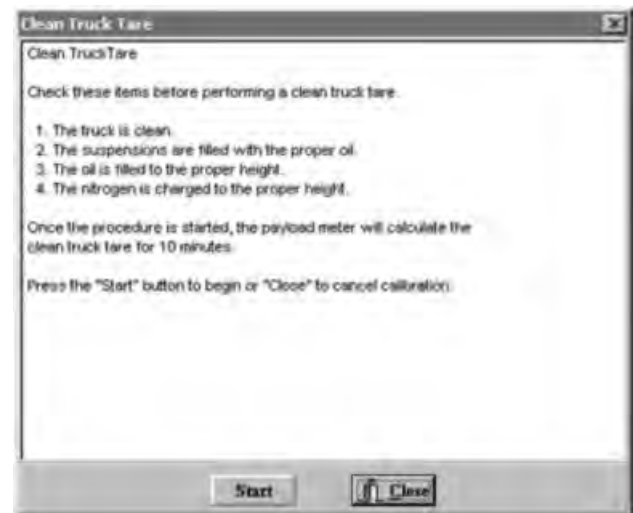 Clean Truck Tare
Clean Truck Tare
Check these items before performing a clean truck tare.
1. The truck is clean.
2. The suspensions are filled with the proper oil.
3. The oil is filled to the proper height.
4. The nitrogen is charged to the proper height.
Once the procedure is started, the payload meter will calculate the
clean truck tare for 10 minutes.
Press the "Start" button to begin or "Close" to cancel calibration.
Start
Close